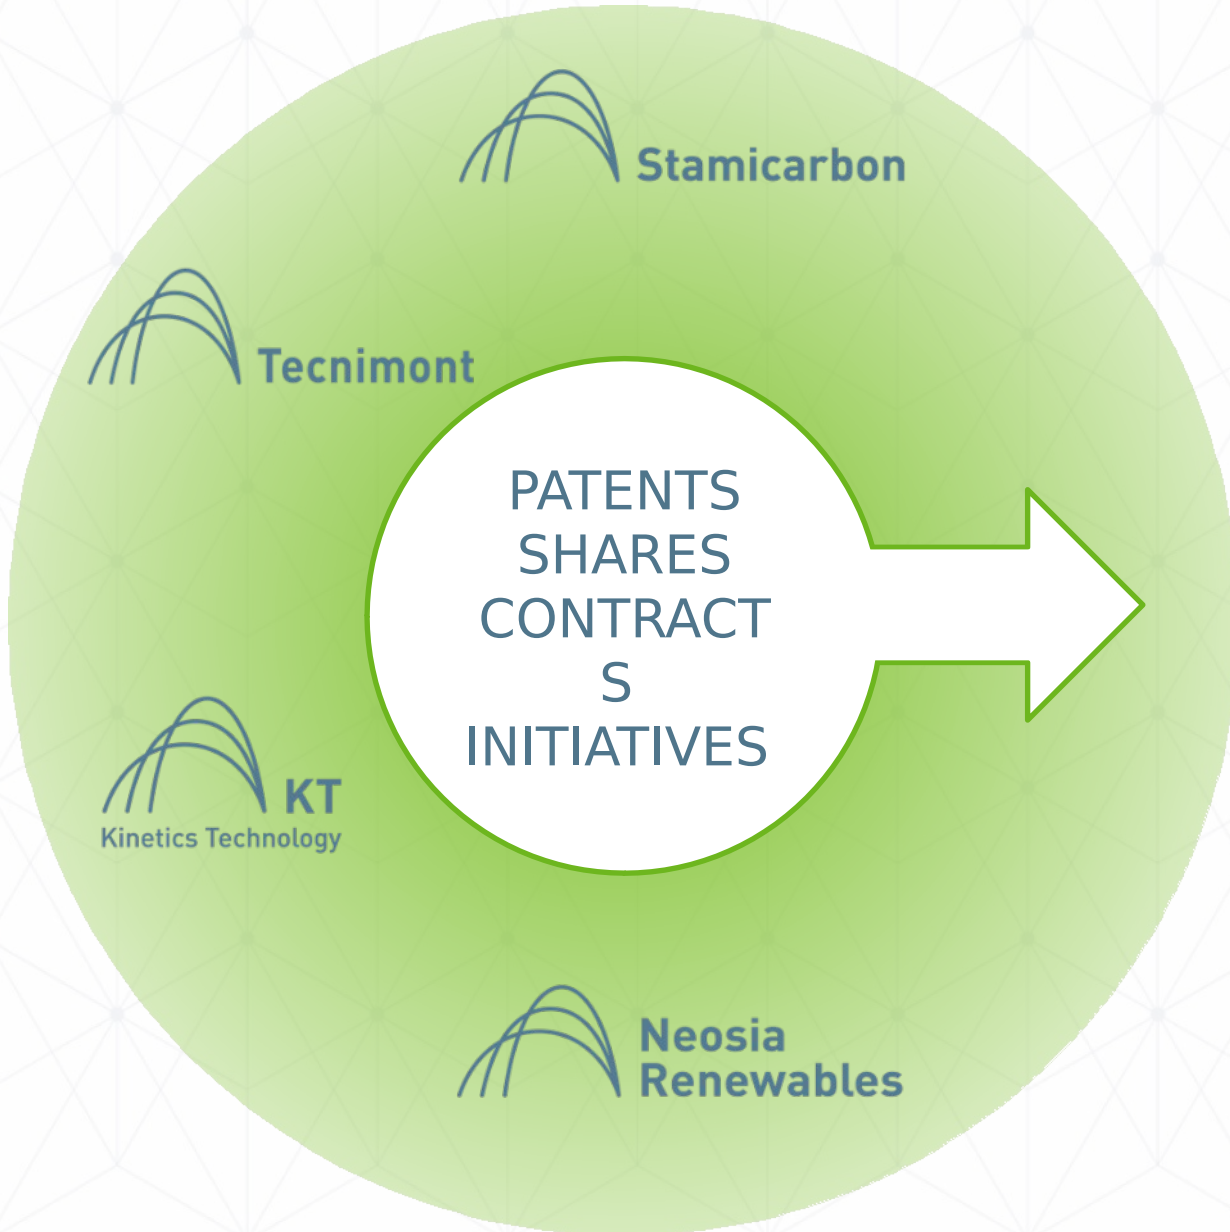 Stamicarbon
Tecnimont
PATENTS
SHARES
CONTRACT
S
INITIATIVES
KT
Kinetics Technology
Neosia
Renewables